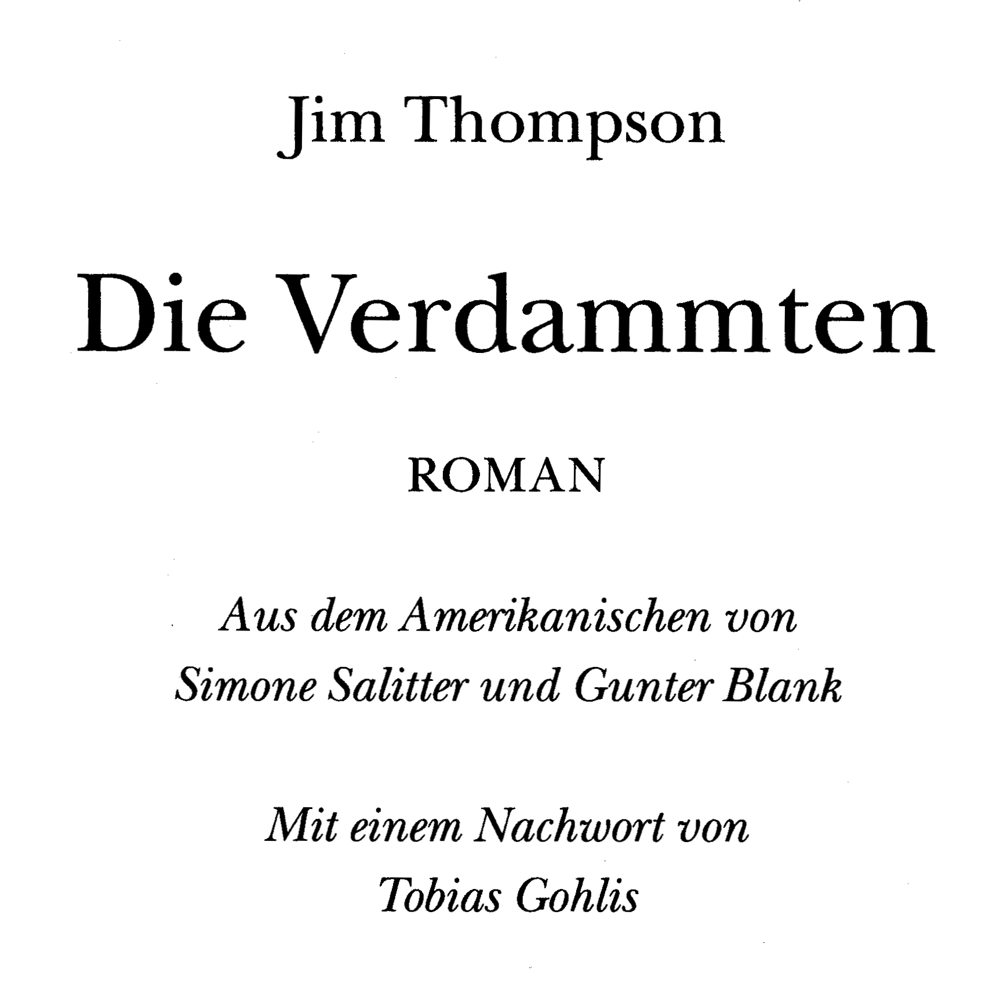 Jim Thompson
Die Verdammten
ROMAN
Aus dem Amerikanischen von
Simone Salitter und Gunter Blank
Mit einem Nachwort von
Tobias Gohlis